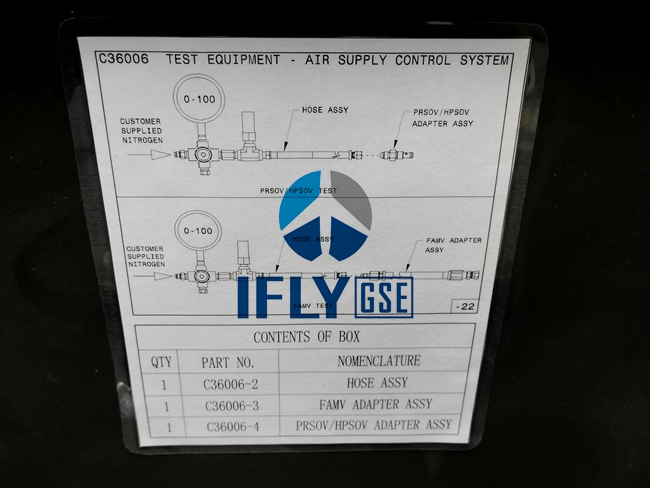 C36006 TEST EQUIPMENT - AIR SUPPLY CONTROL SYSTEM
0-100
CUSTOMER
SUPPLIED
NITROGEN
HOSE ASSY
PRSOV/HPSOV
ADAPTER ASSY
PRSOV/HPSOV TEST
0-100
CUSTOMER
SUPPLIED
NITROGEN
HOSE ASSY
FAMV ADAPTER
ASSY
FAMV TEST
-22
IFLY GSE
CONTENTS OF BOX
QTY PART NO. NOMENCLATURE
1 C36006-2 HOSE ASSY
1 C36006-3 FAMV ADAPTER ASSY
1 C36006-4 PRSOV/HPSOV ADAPTER ASSY